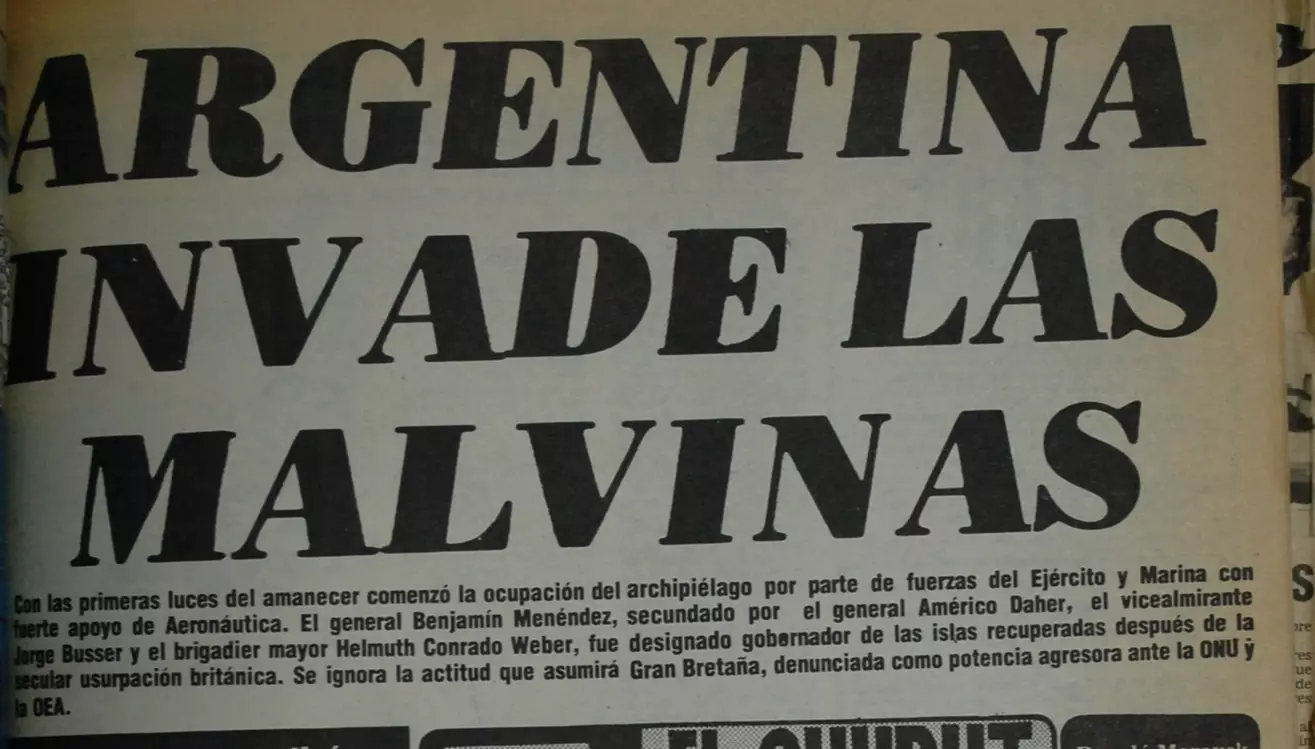 ARGENTINA
INVADE LAS
MALVINAS
Con las primeras luces del amanecer comenzó la ocupación del archipiélago por parte de fuerzas del Ejército y Marina con
fuerte apoyo de Aeronáutica. El general Benjamín Menéndez, secundado por el general Américo Daher, el vicealmirante
Jorge Busser y el brigadier mayor Helmuth Conrado Weber, fue designado gobernador de las islas recuperadas después de la
secular usurpación británica. Se ignora la actitud que asumirá Gran Bretaña, denunciada como potencia agresora ante la ONU y
la OEA.